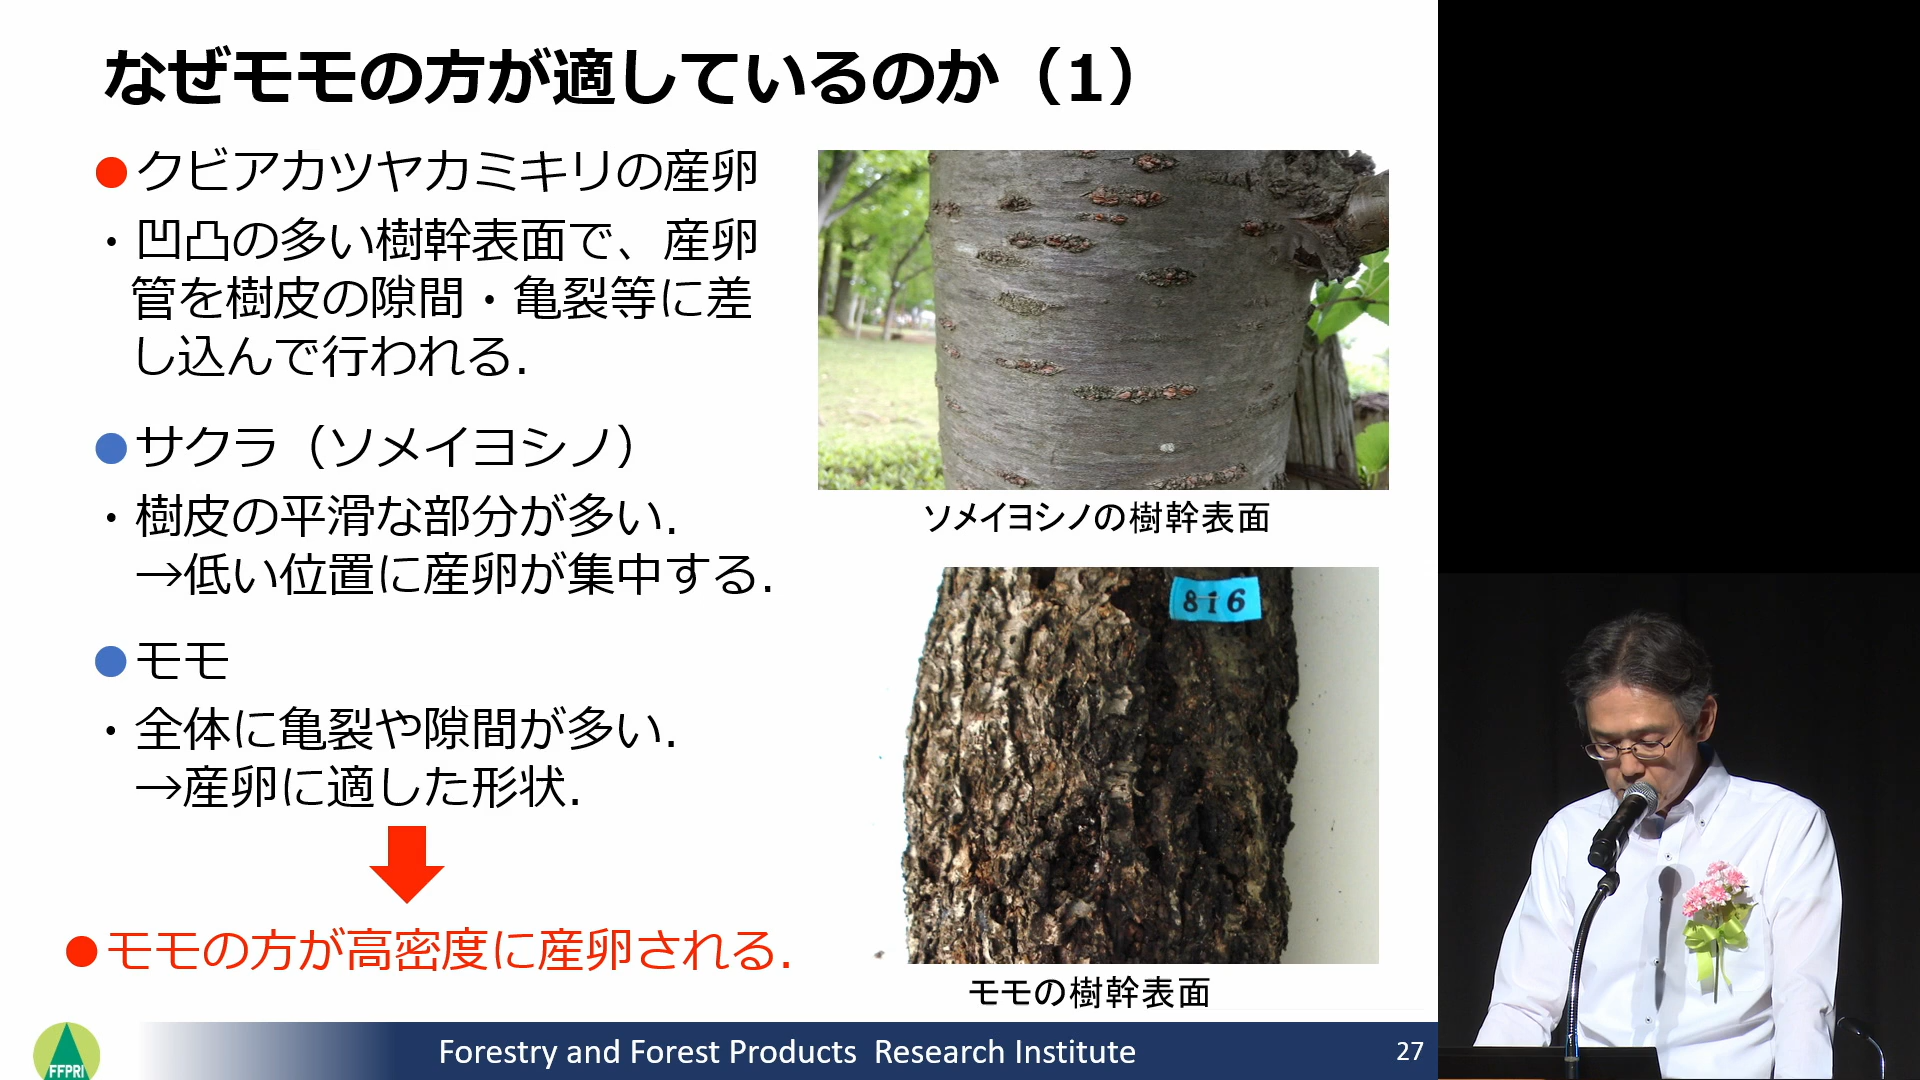 なぜモモの方が適しているのか（1）
●クビアカツヤカミキリの産卵
・凹凸の多い樹幹表面で、産卵
管を樹皮の隙間・亀裂等に差
し込んで行われる．
●サクラ（ソメイヨシノ）
・樹皮の平滑な部分が多い．
→低い位置に産卵が集中する．
●モモ
・全体に亀裂や隙間が多い．
→産卵に適した形状．
●モモの方が高密度に産卵される．
ソメイヨシノの樹幹表面
816
モモの樹幹表面
FFPRI
Forestry and Forest Products Research Institute
27